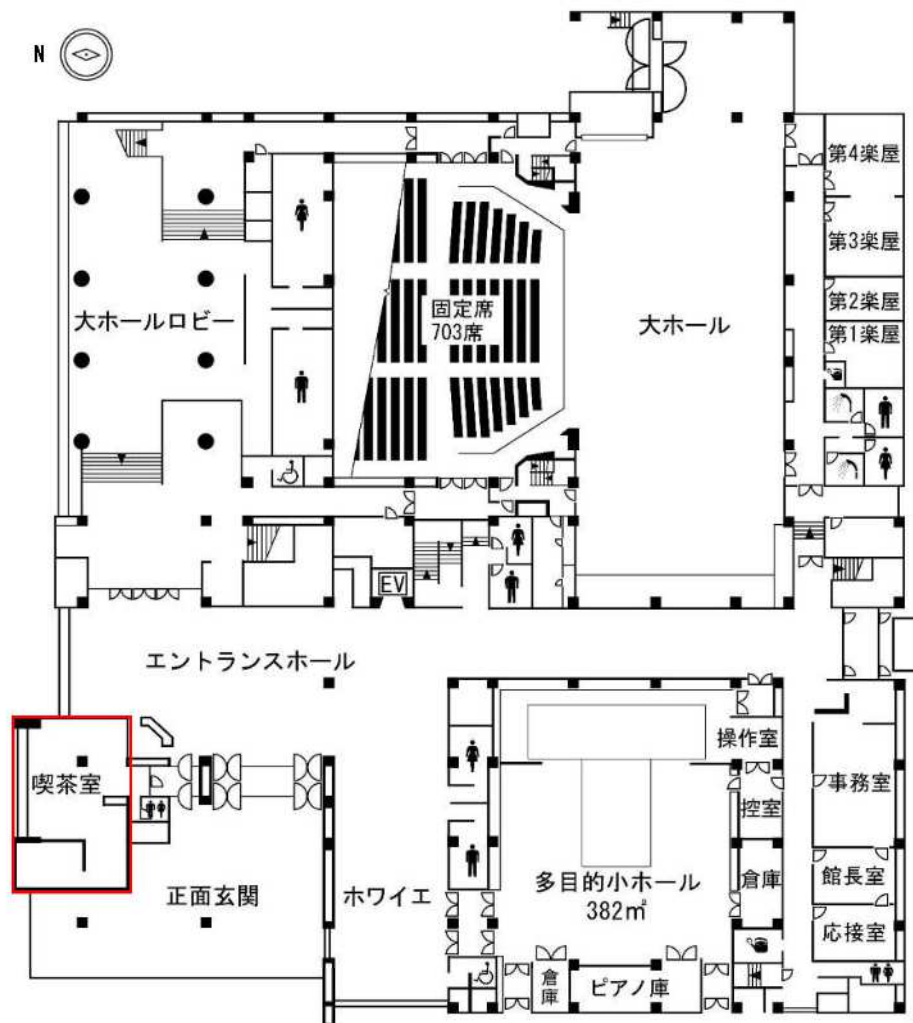 N
第4楽屋
第3楽屋
固定席
703席
大ホールロビー
大ホール
第2楽屋
第1楽屋
EV
エントランスホール
操作室
喫茶室
控室
事務室
正面玄関
ホワイエ
多目的小ホール
382㎡
倉庫
館長室
応接室
倉庫
ピアノ庫